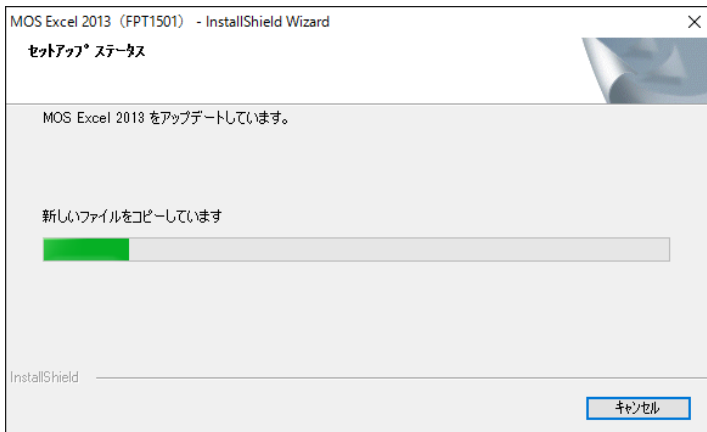 MOS Excel 2013（FPT1501） - InstallShield Wizard
ｾｯﾄｱｯﾌﾟ ｽﾃｰﾀｽ
MOS Excel 2013 をアップデートしています。
新しいファイルをコピーしています
InstallShield
ｷｬﾝｾﾙ